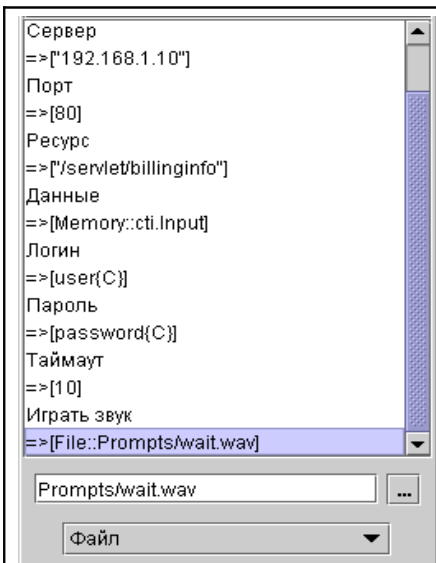 Сервер
=>["192.168.1.10"]
Порт
=>[80]
Ресурс
=>["/servlet/billinginfo"]
Данные
=>[Memory::cti.Input]
Логин
=>[user{C}]
Пароль
=>[password{C}]
Таймаут
=>[10]
Играть звук
=>[File::Prompts/wait.wav]
Prompts/wait.wav
...
Файл